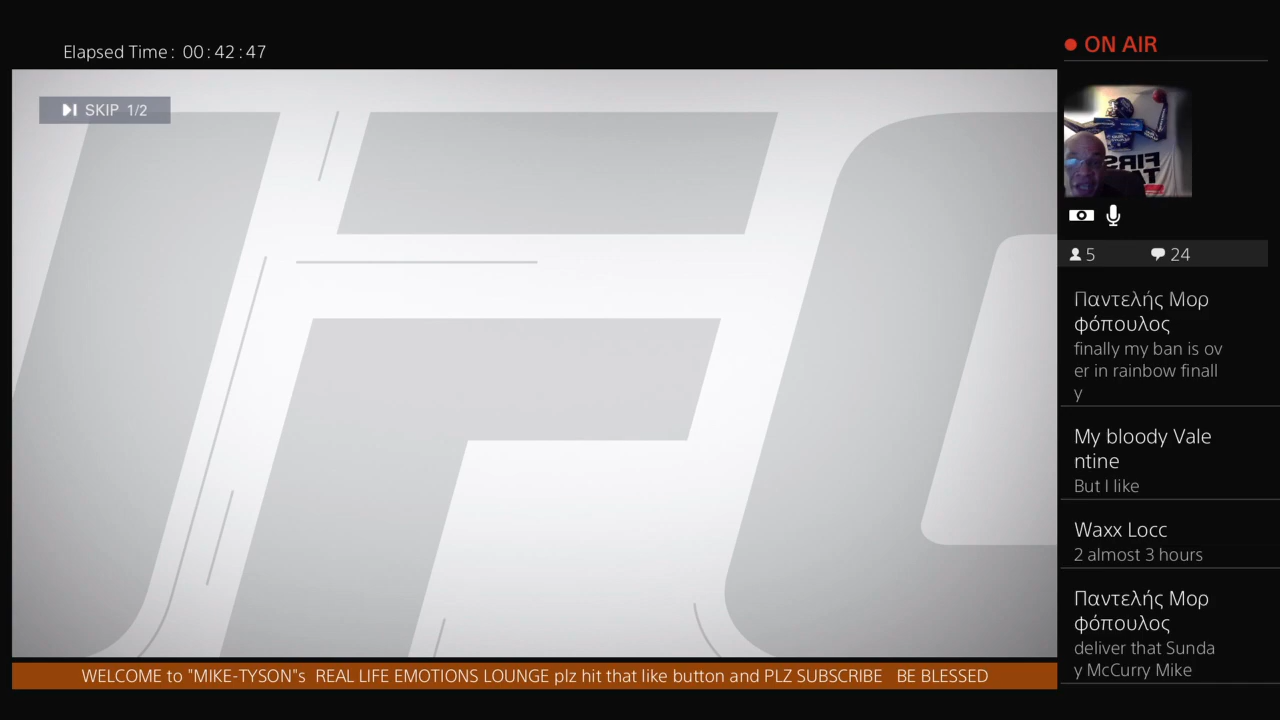 Elapsed Time: 00:42:47
ON AIR
SKIP 1/2
UFC
FIRS
TA
5 24
Παντελής Μορ
φόπουλος
finally my ban is ov
er in rainbow finall
y
My bloody Vale
ntine
But I like
Waxx Locc
2 almost 3 hours
Παντελής Μορ
φόπουλος
deliver that Sunda
y McCurry Mike
WELCOME to "MIKE-TYSON"s REAL LIFE EMOTIONS LOUNGE plz hit that like button and PLZ SUBSCRIBE BE BLESSED